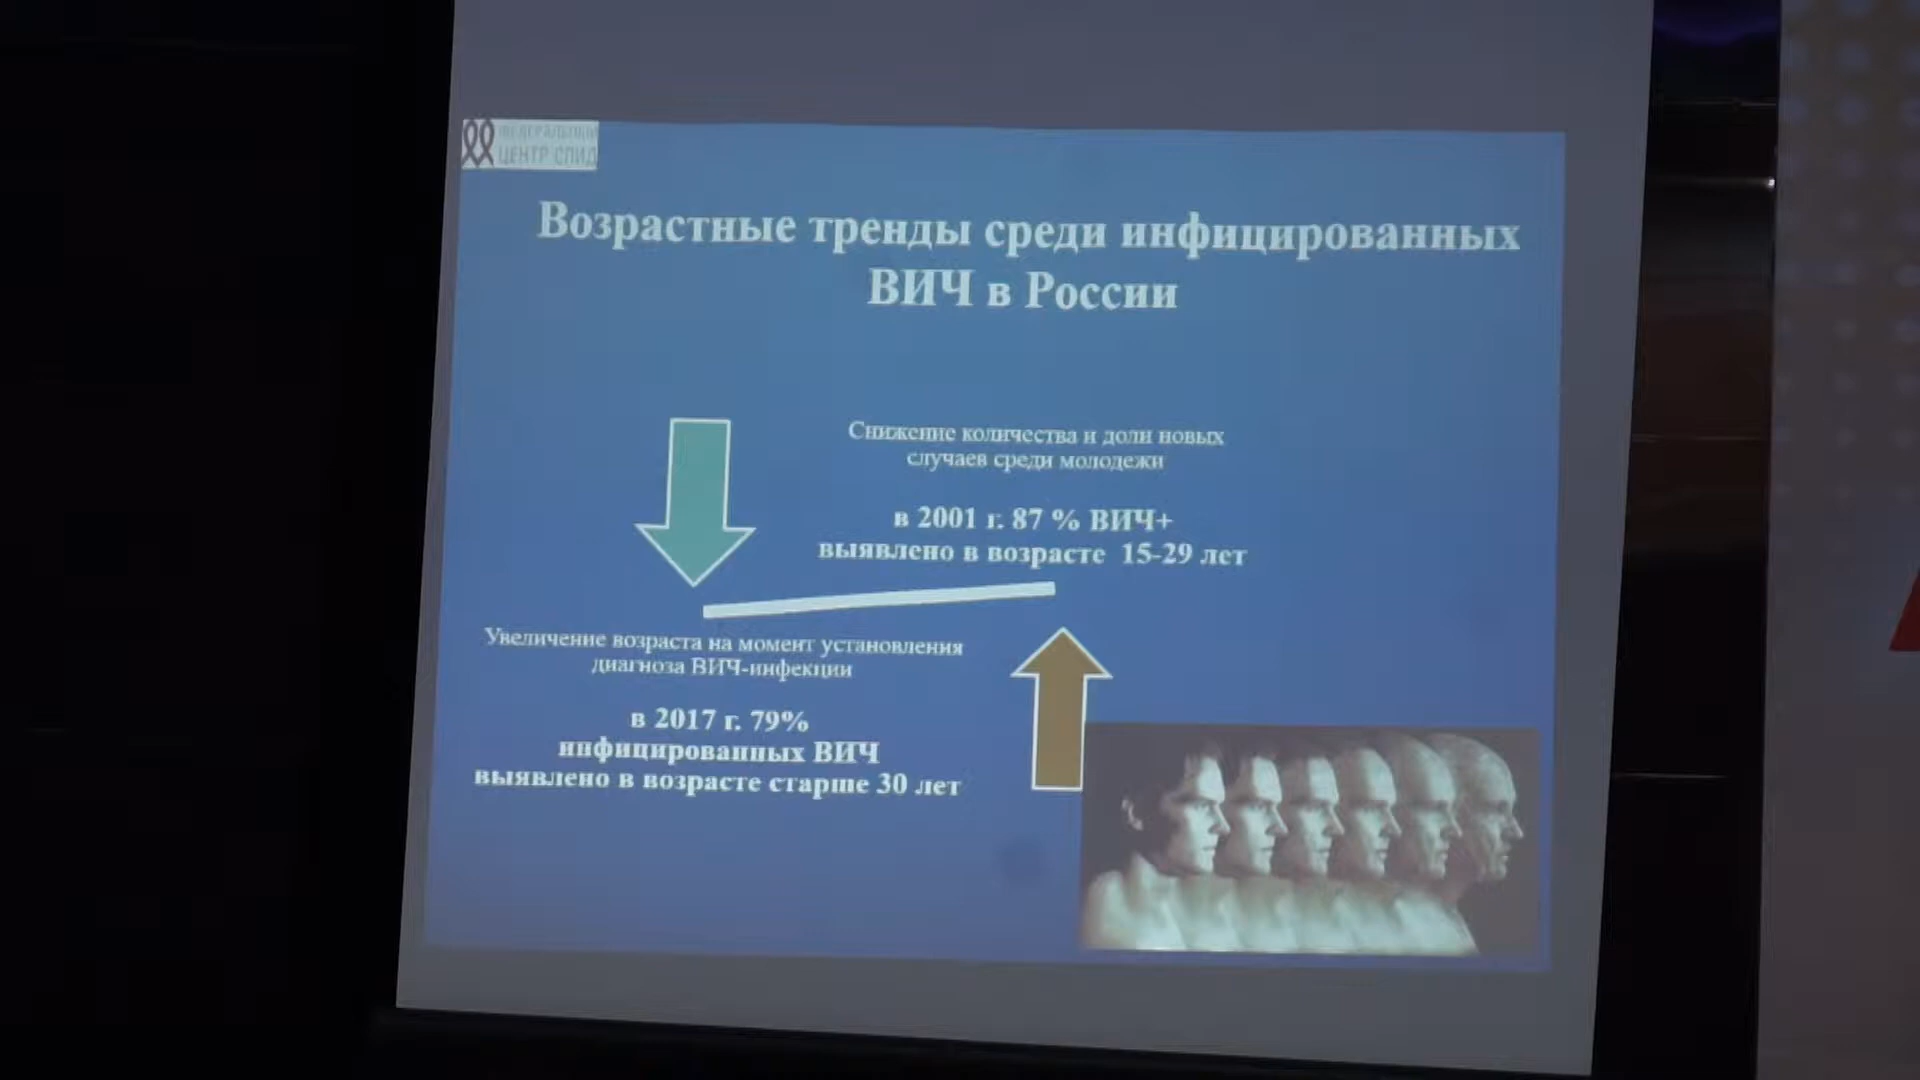 ФЕДЕРАЛЬНЫЙ
ЦЕНТР СПИД
Возрастные тренды среди инфицированных
ВИЧ в России
Снижение количества и доли новых
случаев среди молодежи
в 2001 г. 87 % ВИЧ+
выявлено в возрасте 15-29 лет
Увеличение возраста на момент установления
диагноза ВИЧ-инфекции
в 2017 г. 79%
инфицированных ВИЧ
выявлено в возрасте старше 30 лет